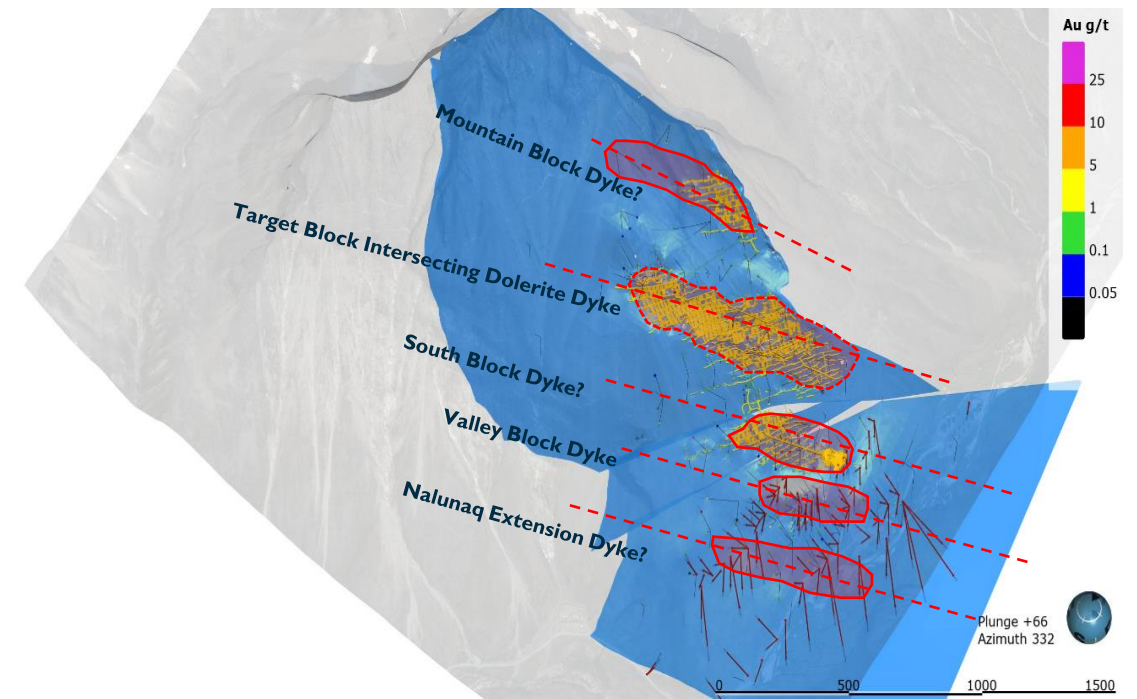 Au g/t
25
10
5
1
0.1
0.05
Mountain Block Dyke?
Target Block Intersecting Dolerite Dyke
South Block Dyke?
Valley Block Dyke
Nalunaq Extension Dyke?
Plunge +66
Azimuth 332
0 500 1000 1500